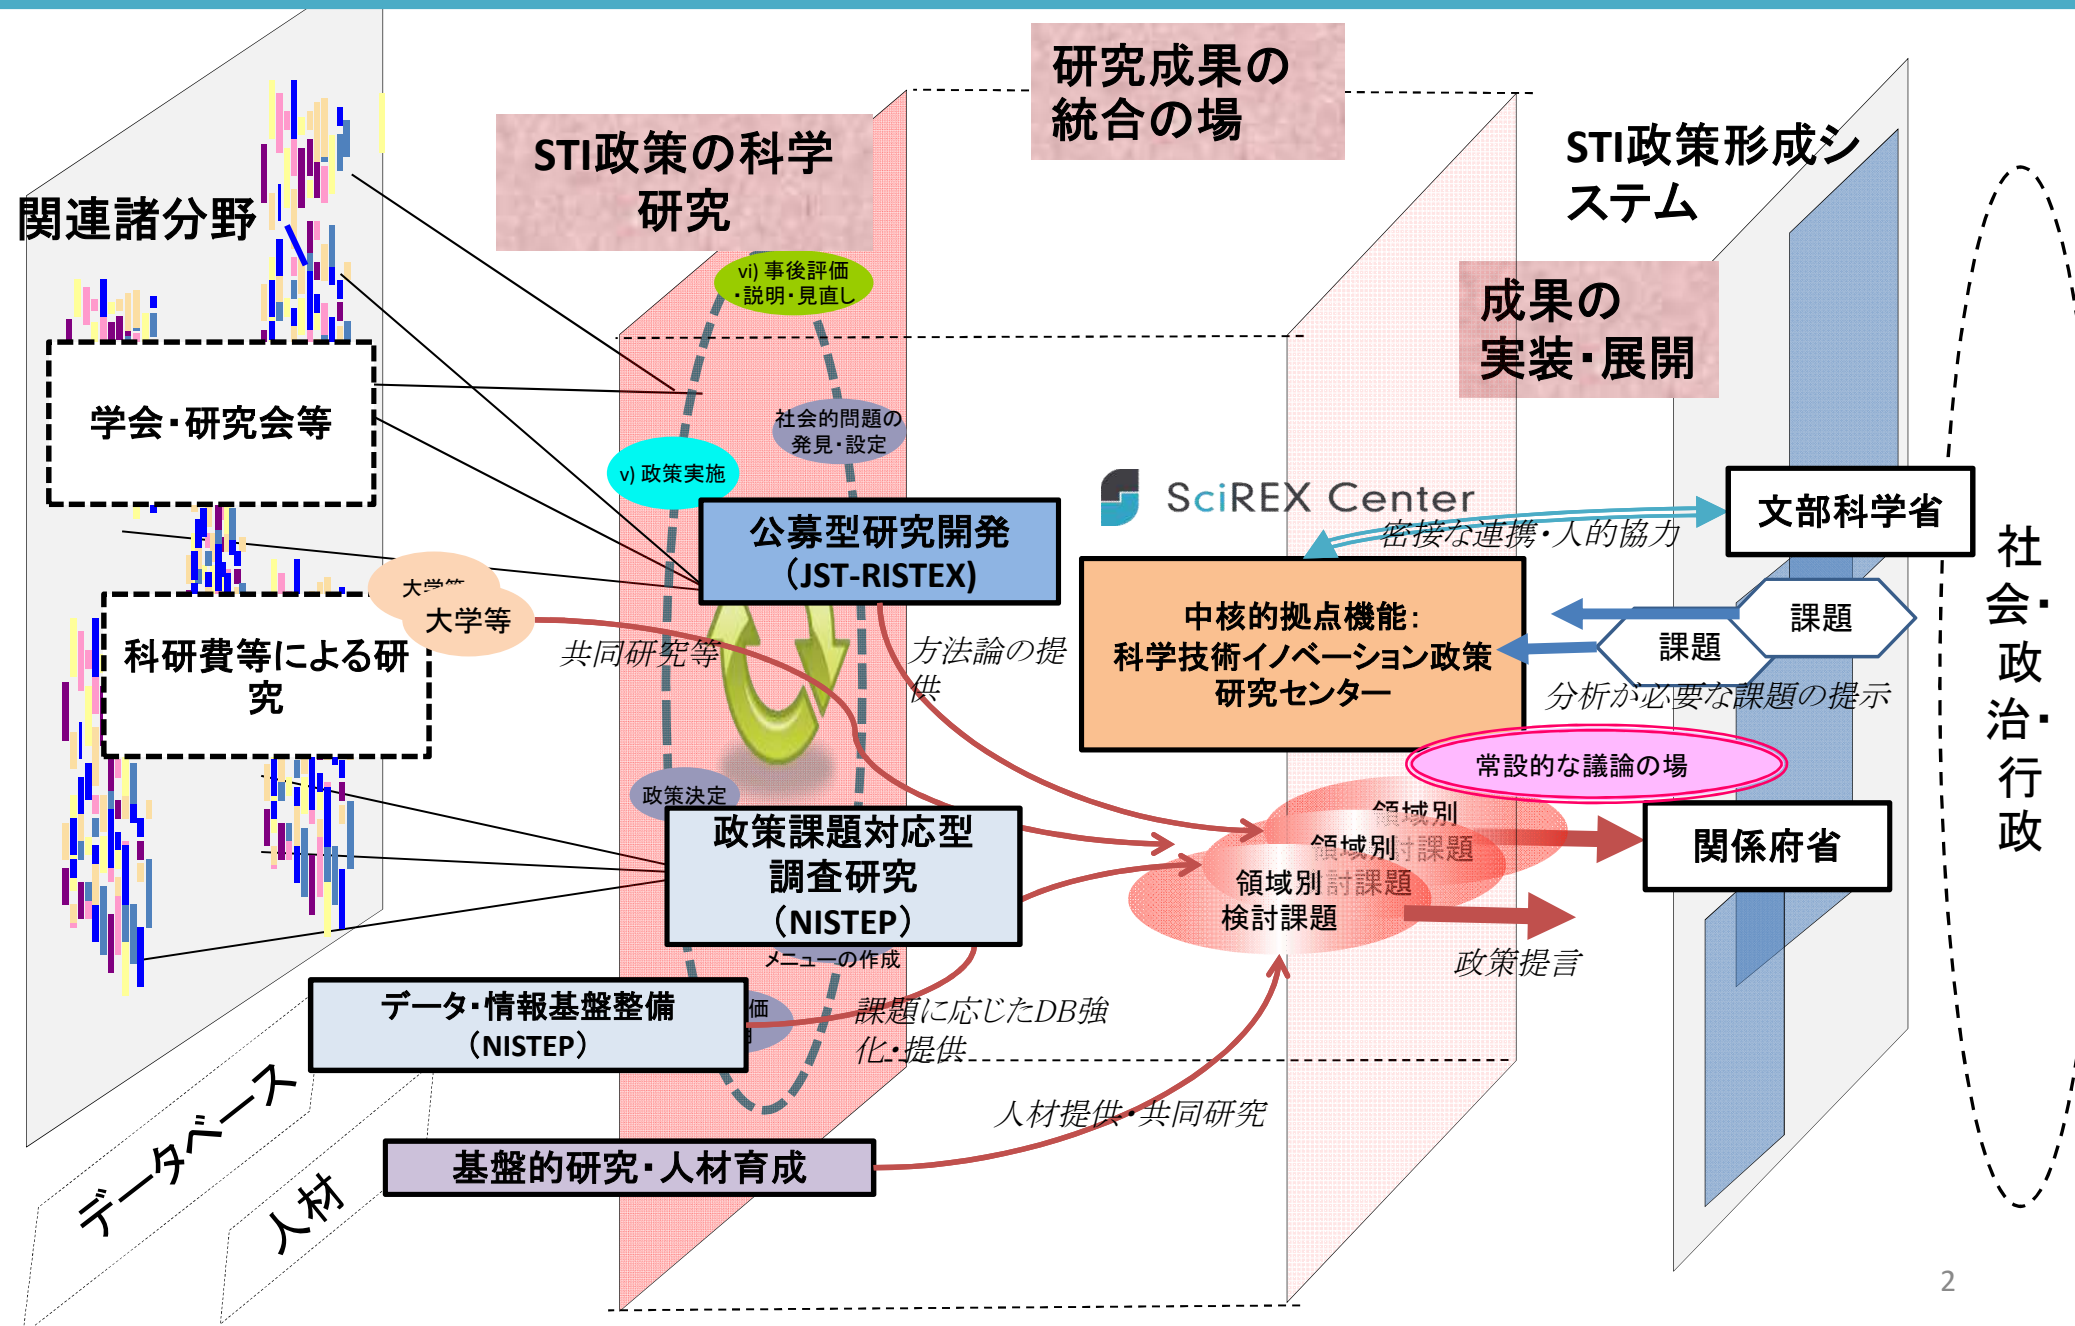 研究成果の
統合の場
STI政策の科学
研究
STI政策形成シ
ステム
関連諸分野
vi) 事後評価
・説明・見直し
成果の
実装・展開
学会・研究会等
社会的問題の
発見・設定
v) 政策実施
SciREX Center
文部科学省
密接な連携・人的協力
公募型研究開発
（JST-RISTEX)
社会・政治・行政
大学等
大学等
中核的拠点機能：
科学技術イノベーション政策
研究センター
課題
課題
科研費等による研
究
共同研究等
方法論の提
供
分析が必要な課題の提示
常設的な議論の場
政策決定
政策課題対応型
調査研究
（NISTEP）
領域別
領域別
討課題
関係府省
領域別
検討課題
討課題
メニューの作成
政策提言
データ・情報基盤整備
（NISTEP）
価
課題に応じたDB強
化・提供
データベース
人材提供・共同研究
基盤的研究・人材育成
人材
2